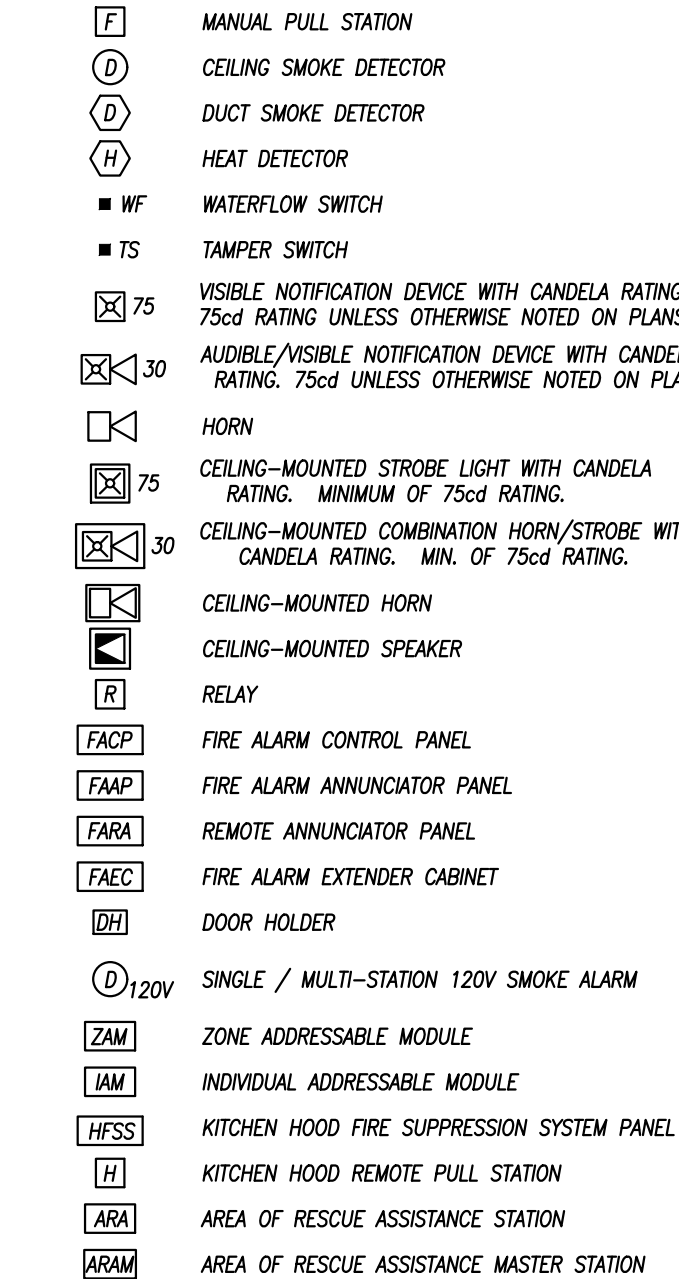 F MANUAL PULL STATION
D CEILING SMOKE DETECTOR
D DUCT SMOKE DETECTOR
H HEAT DETECTOR
WF WATERFLOW SWITCH
TS TAMPER SWITCH
VISIBLE NOTIFICATION DEVICE WITH CANDELA RATING
75 75cd RATING UNLESS OTHERWISE NOTED ON PLANS
AUDIBLE/VISIBLE NOTIFICATION DEVICE WITH
30 RATING. 75cd UNLESS OTHERWISE NOTED ON
HORN
CEILING-MOUNTED STROBE LIGHT WITH CANDELA
75 RATING. MINIMUM OF 75cd RATING.
CEILING-MOUNTED COMBINATION HORN/STROBE
30 CANDELA RATING. MIN. OF 75cd RATING.
CEILING-MOUNTED HORN
CEILING-MOUNTED SPEAKER
R RELAY
FACP FIRE ALARM CONTROL PANEL
FAAP FIRE ALARM ANNUNCIATOR PANEL
FARA REMOTE ANNUNCIATOR PANEL
FAEC FIRE ALARM EXTENDER CABINET
DH DOOR HOLDER
D 120V SINGLE / MULTI-STATION 120V SMOKE ALARM
ZAM ZONE ADDRESSABLE MODULE
IAM INDIVIDUAL ADDRESSABLE MODULE
HFSS KITCHEN HOOD FIRE SUPPRESSION SYSTEM PANEL
H KITCHEN HOOD REMOTE PULL STATION
ARA AREA OF RESCUE ASSISTANCE STATION
ARAM AREA OF RESCUE ASSISTANCE MASTER STATION